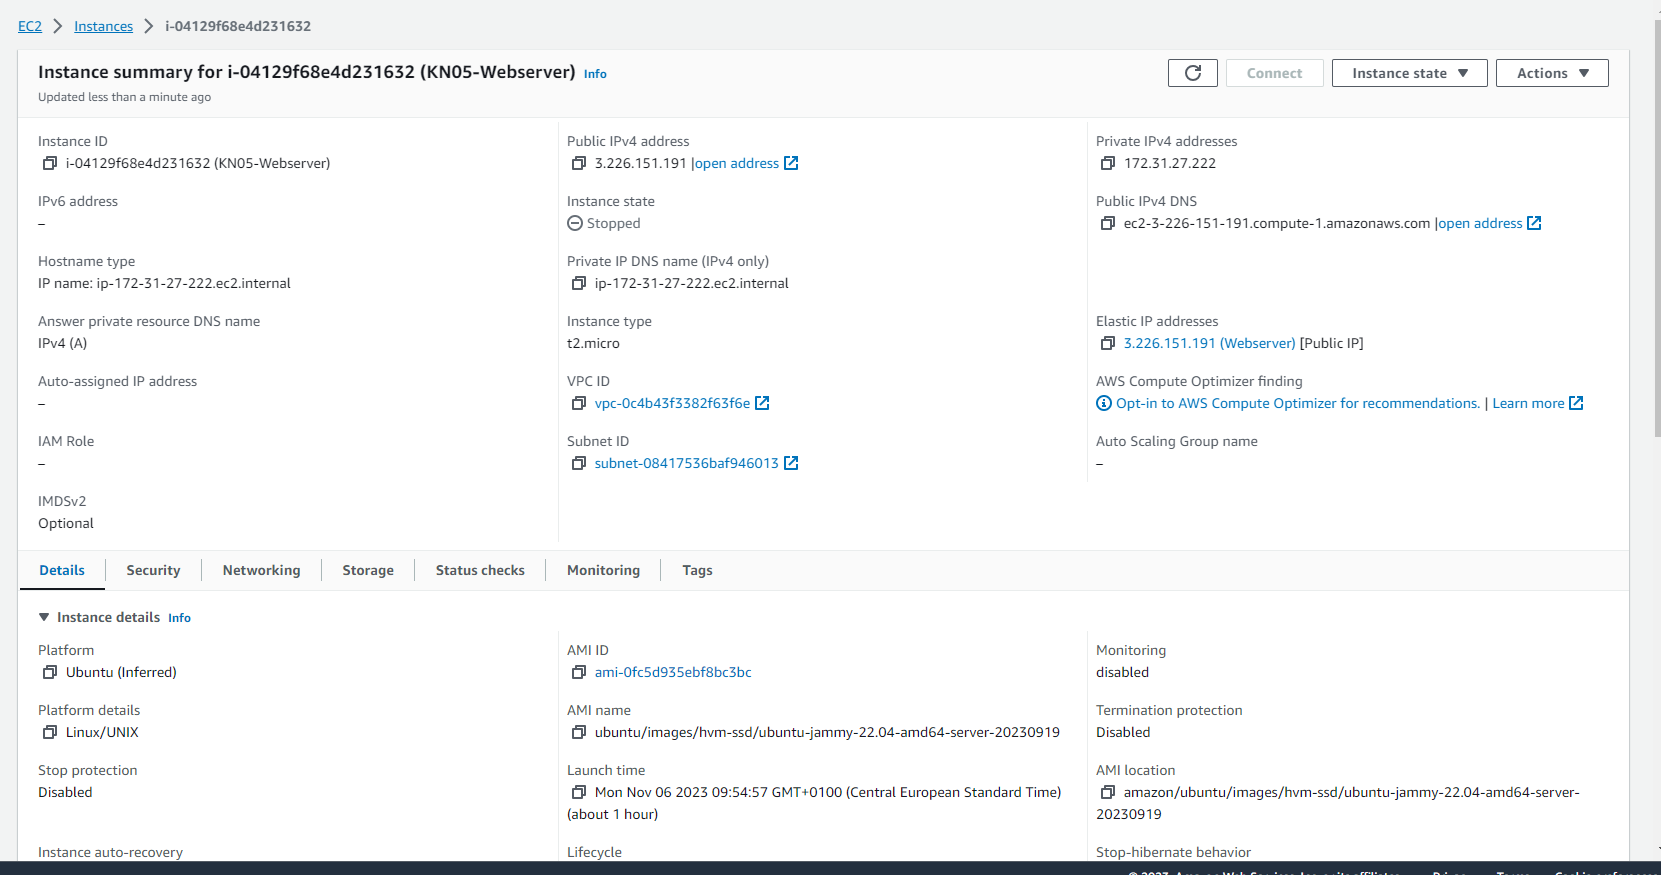 EC2 > Instances > i-04129f68e4d231632
Instance summary for i-04129f68e4d231632 (KN05-Webserver) Info
Connect
Instance state
Actions
Updated less than a minute ago
Instance ID
i-04129f68e4d231632 (KN05-Webserver)
Public IPv4 address
3.226.151.191 |open address
Private IPv4 addresses
172.31.27.222
IPv6 address
–
Instance state
Stopped
Public IPv4 DNS
ec2-3-226-151-191.compute-1.amazonaws.com |open address
Hostname type
IP name: ip-172-31-27-222.ec2.internal
Private IP DNS name (IPv4 only)
ip-172-31-27-222.ec2.internal
Answer private resource DNS name
IPv4 (A)
Instance type
t2.micro
Elastic IP addresses
3.226.151.191 (Webserver) [Public IP]
Auto-assigned IP address
–
VPC ID
vpc-0c4b43f3382f63f6e
AWS Compute Optimizer finding
Opt-in to AWS Compute Optimizer for recommendations. | Learn more
IAM Role
–
Subnet ID
subnet-08417536baf946013
Auto Scaling Group name
–
IMDSv2
Optional
Details
Security
Networking
Storage
Status checks
Monitoring
Tags
Instance details Info
Platform
Ubuntu (Inferred)
AMI ID
ami-0fc5d935ebf8bc3bc
Monitoring
disabled
Platform details
Linux/UNIX
AMI name
ubuntu/images/hvm-ssd/ubuntu-jammy-22.04-amd64-server-20230919
Termination protection
Disabled
Stop protection
Disabled
Launch time
Mon Nov 06 2023 09:54:57 GMT+0100 (Central European Standard Time)
(about 1 hour)
AMI location
amazon/ubuntu/images/hvm-ssd/ubuntu-jammy-22.04-amd64-server-
20230919
Instance auto-recovery
Lifecycle
Stop-hibernate behavior